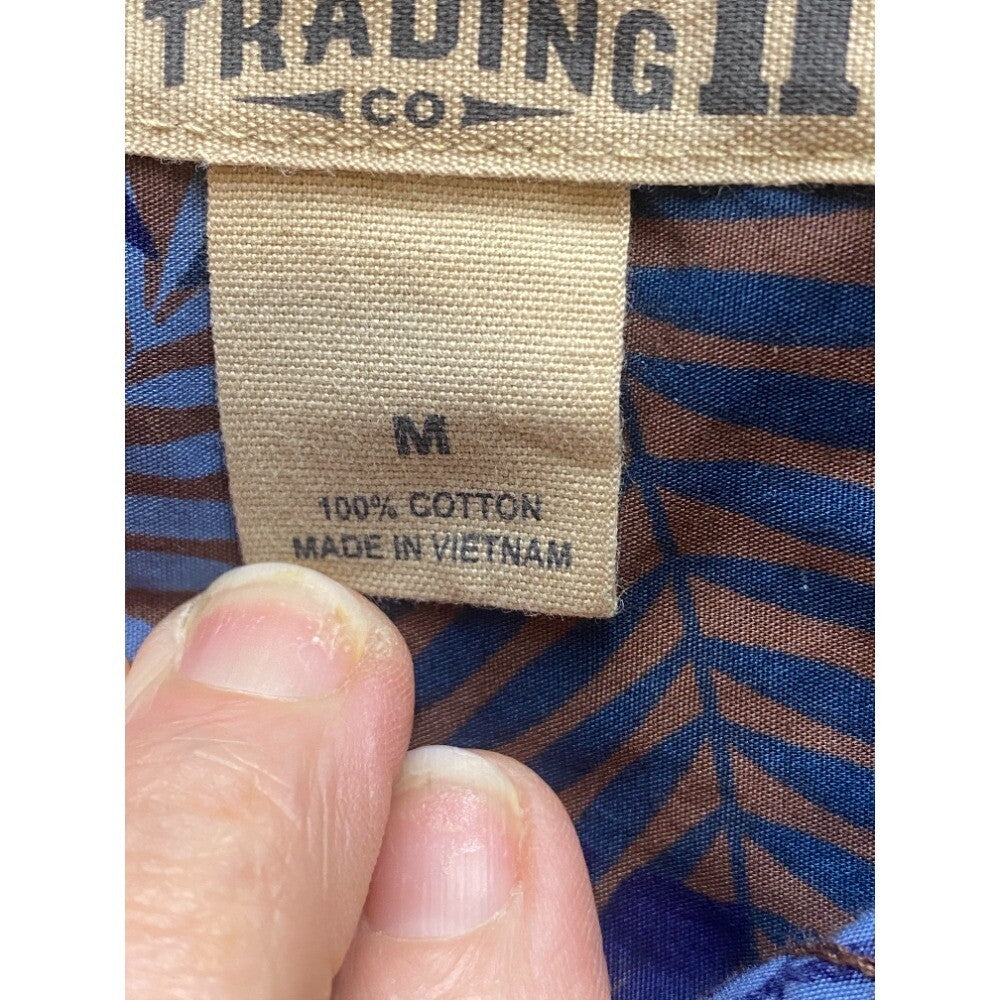 TRADING
CO
M
100% COTTON
MADE IN VIETNAM